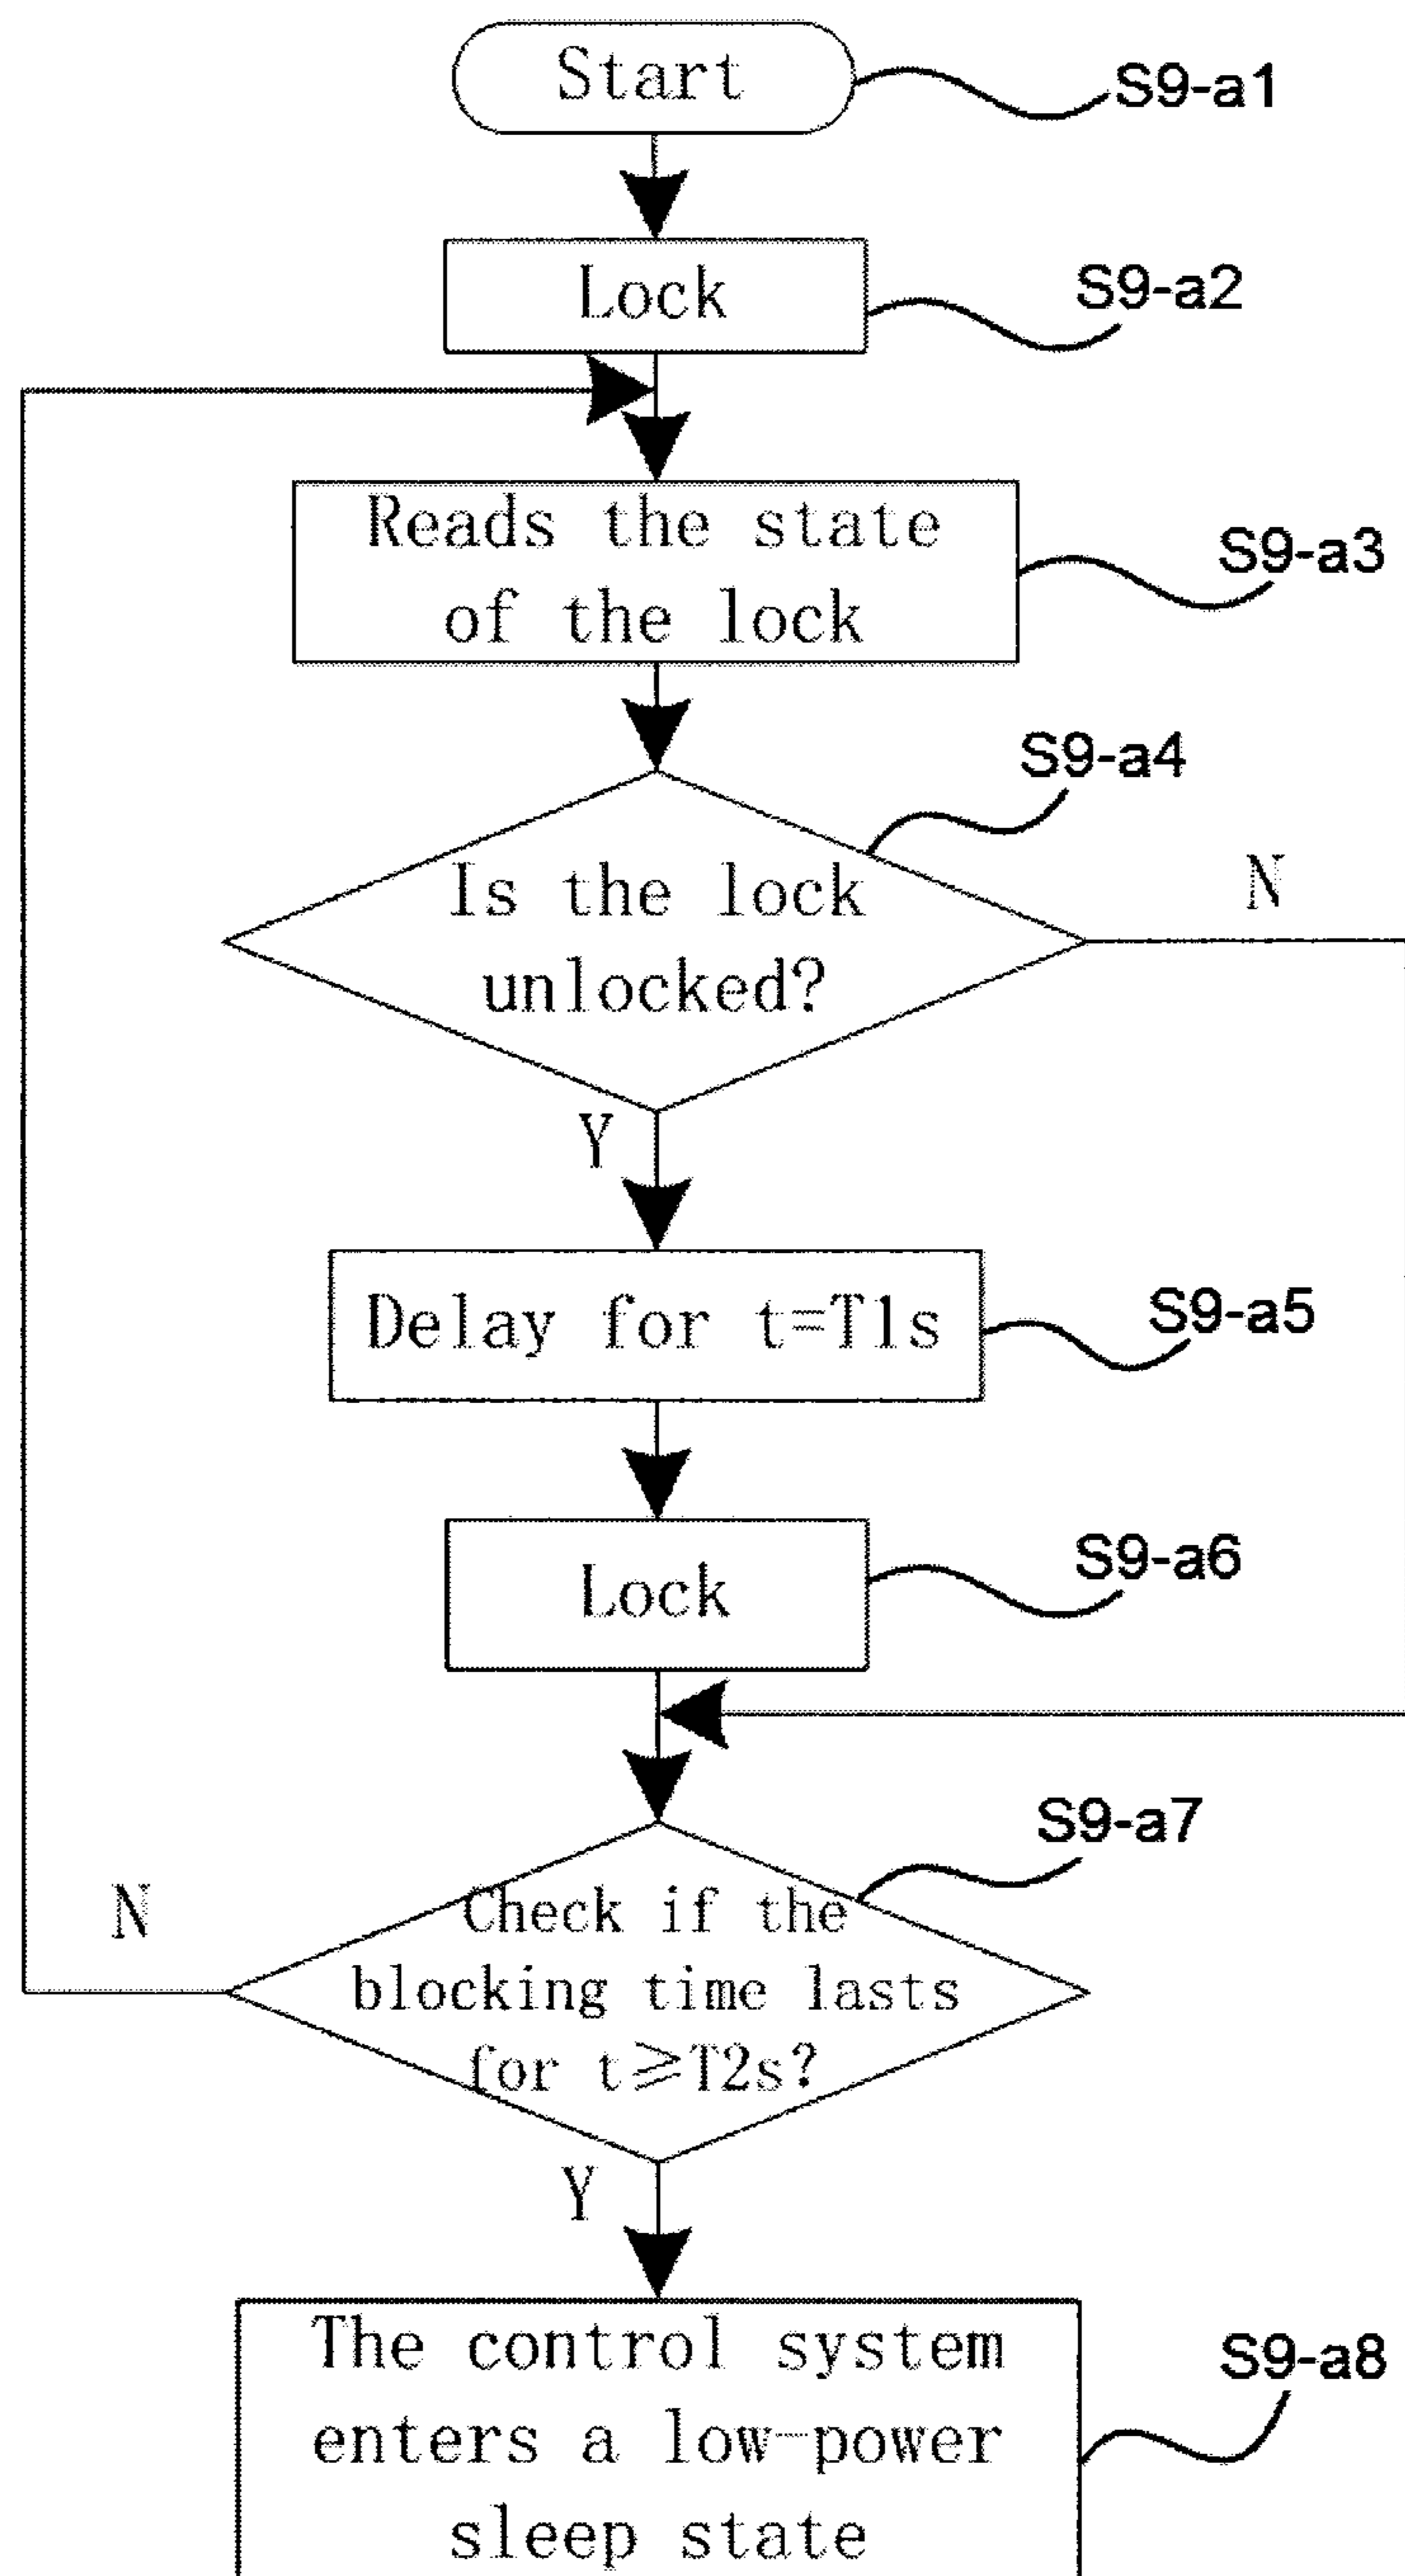 Start
S9-a1
Lock
S9-a2
Reads the state
of the lock
S9-a3
S9-a4
Is the lock
unlocked?
N
Y
Delay for t=T1s
S9-a5
Lock
S9-a6
S9-a7
N
Check if the
blocking time lasts
for t≥T2s?
Y
The control system
enters a low-power
sleep state
S9-a8